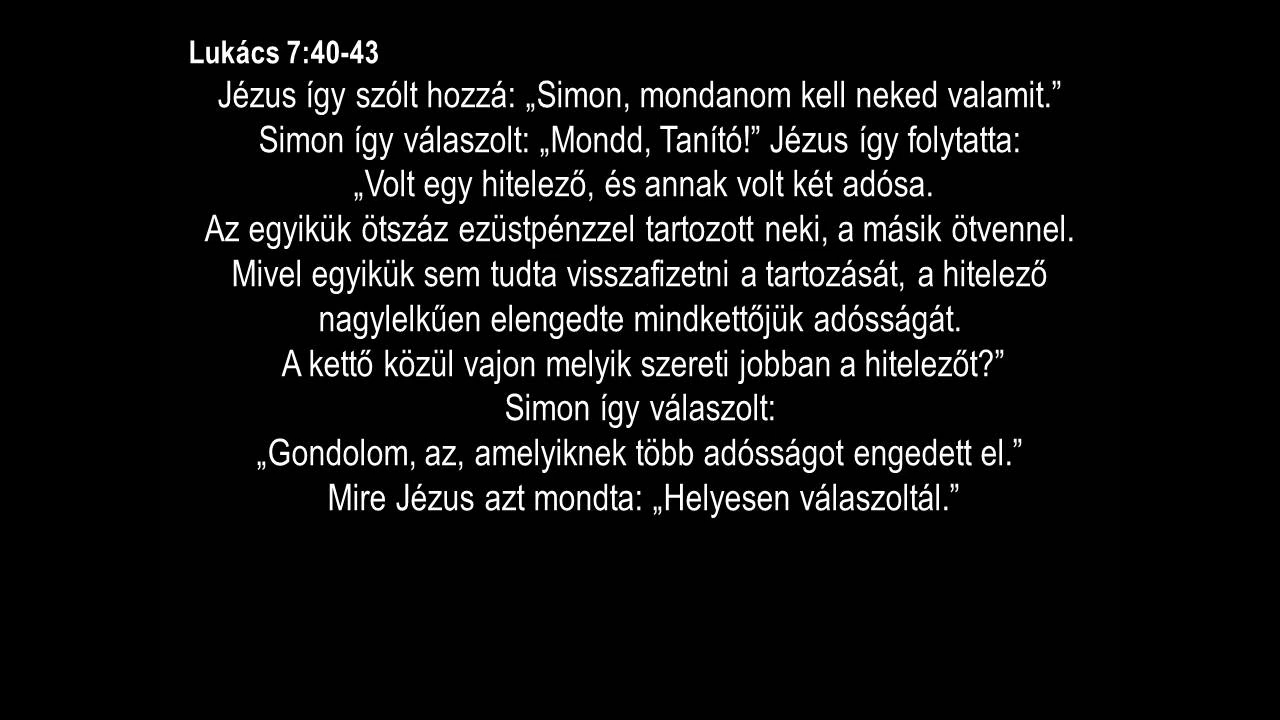 Lukács 7:40-43
Jézus így szólt hozzá: „Simon, mondanom kell neked valamit.”
Simon így válaszolt: „Mondd, Tanító!” Jézus így folytatta:
„Volt egy hitelező, és annak volt két adósa.
Az egyikük ötszáz ezüstpénzzel tartozott neki, a másik ötvennel.
Mivel egyikük sem tudta visszafizetni a tartozását, a hitelező
nagylelkűen elengedte mindkettőjük adósságát.
A kettő közül vajon melyik szereti jobban a hitelezőt?”
Simon így válaszolt:
„Gondolom, az, amelyiknek több adósságot engedett el.”
Mire Jézus azt mondta: „Helyesen válaszoltál.”